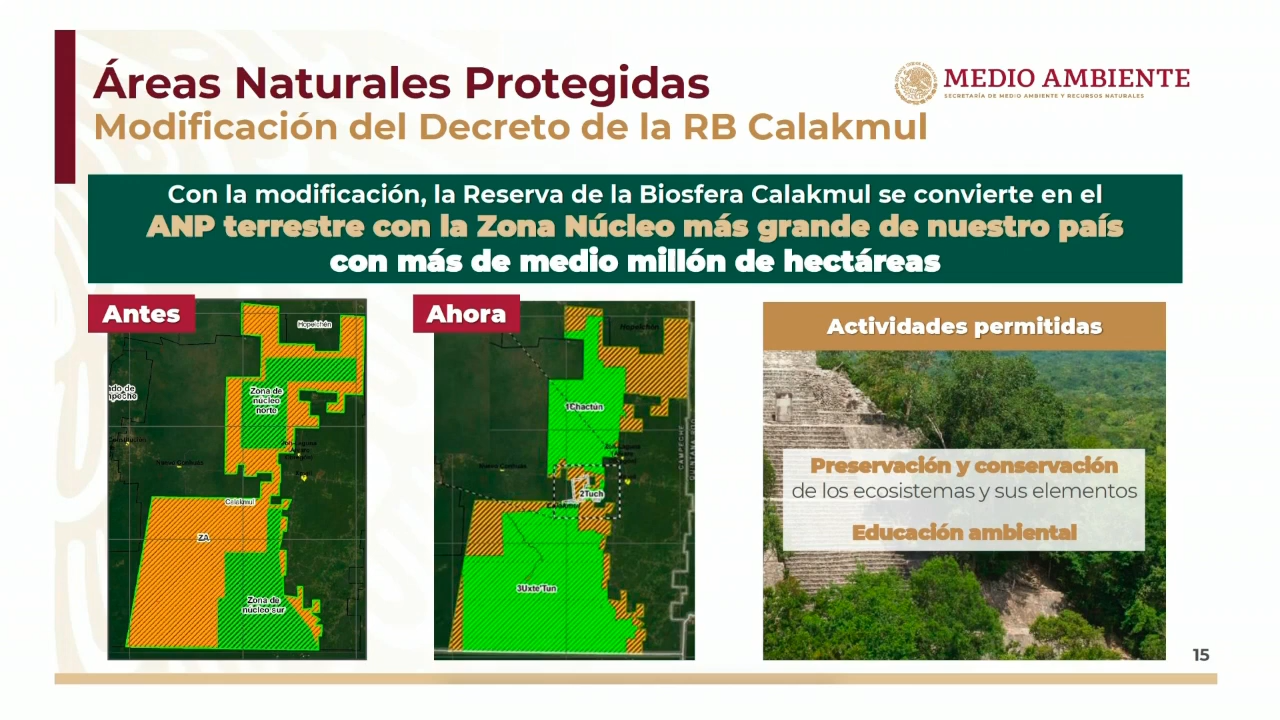 Áreas Naturales Protegidas
Modificación del Decreto de la RB Calakmul
MEDIO AMBIENTE
SECRETARÍA DE MEDIO AMBIENTE Y RECURSOS NATURALES
Con la modificación, la Reserva de la Biosfera Calakmul se convierte en el
ANP terrestre con la Zona Núcleo más grande de nuestro país
con más de medio millón de hectáreas
Antes
Hopelchén
Zona de
núcleo
norte
Calakmul
ZA
Zona de
núcleo sur
Ahora
Hopelchén
1Chactún
2Tuch
Calakmul
3Uxte'Tun
CAMPECHE
QUINTANA ROO
Actividades permitidas
Preservación y conservación
de los ecosistemas y sus elementos
Educación ambiental
15